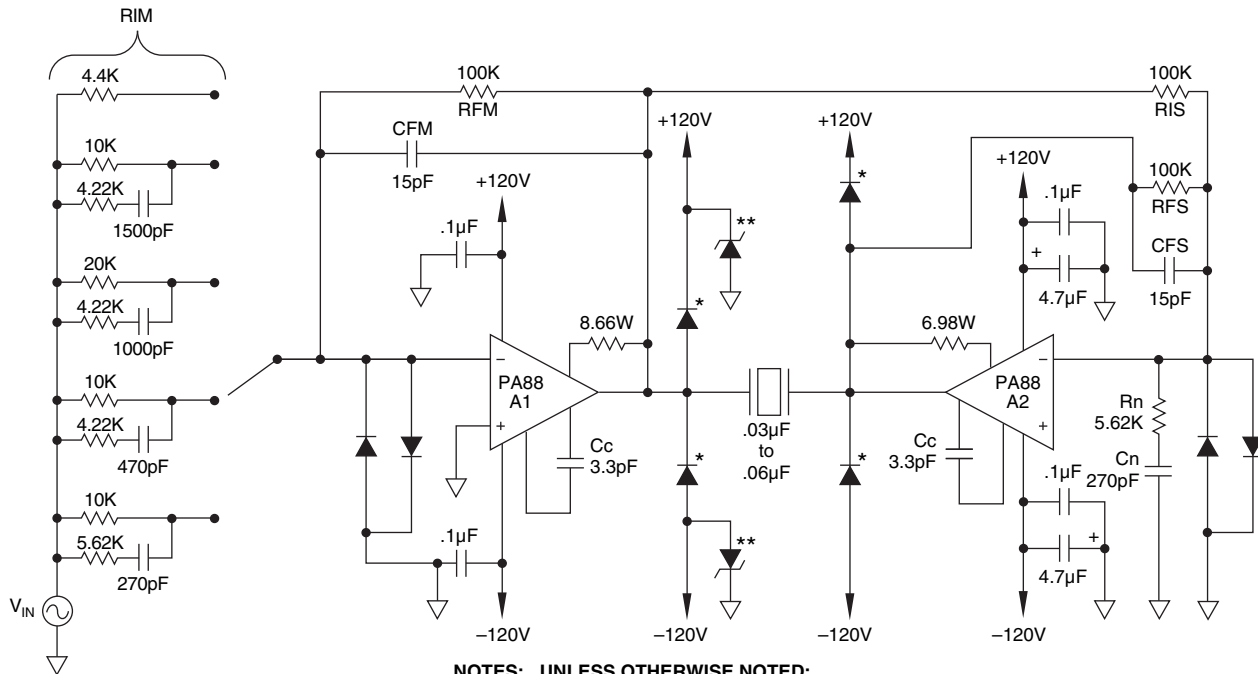 RIM
4.4K
10K
4.22K
1500pF
20K
4.22K
1000pF
10K
4.22K
470pF
10K
5.62K
270pF
VIN
100K
RFM
CFM
15pF
+120V
.1µF
8.66W
–
PA88
A1
+
Cc
3.3pF
.1µF
–120V
+120V
**
*
*
**
–120V
.03µF
to
.06µF
+120V
*
*
–120V
100K
RIS
100K
RFS
CFS
15pF
+120V
.1µF
+
4.7µF
6.98W
–
PA88
A2
+
Cc
3.3pF
.1µF
+
4.7µF
–120V
Rn
5.62K
Cn
270pF
NOTES: UNLESS OTHERWISE NOTED: